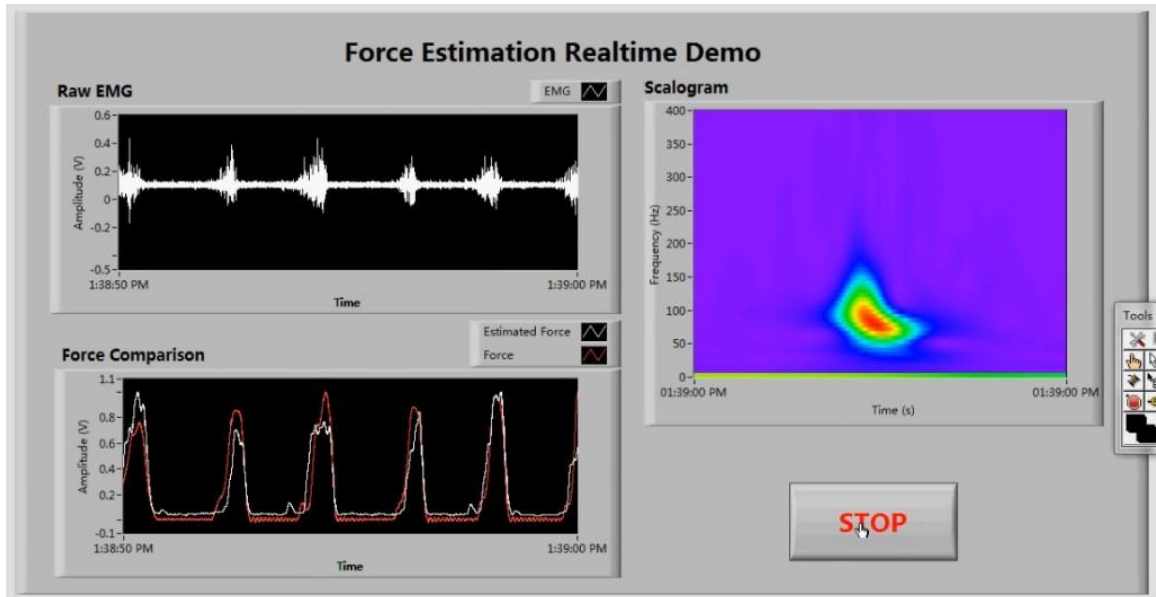 Force Estimation Realtime Demo
Raw EMG
EMG
Amplitude (V)
0.6
0.4
0.2
0
-0.2
-0.5
1:38:50 PM
1:39:00 PM
Time
Scalogram
Frequency (Hz)
400
350
300
250
200
150
100
50
0
01:39:00 PM
01:39:00 PM
Time (s)
Force Comparison
Estimated Force
Force
Amplitude (V)
1.1
0.8
0.6
0.4
0.2
-0.1
1:38:50 PM
1:39:00 PM
Time
STOP
Tools